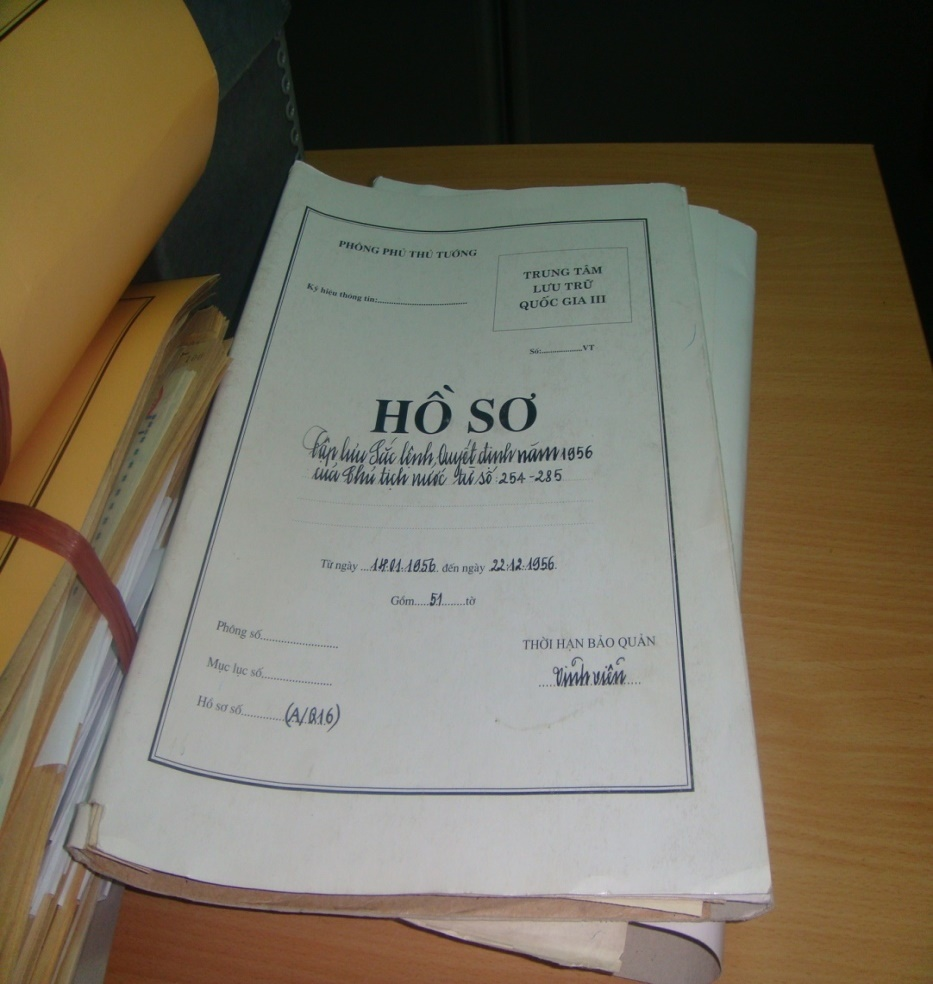 PHÔNG PHỦ THỦ TƯỚNG
TRUNG TÂM
LƯU TRỮ
QUỐC GIA III
Ký hiệu thông tin:....................
Số:..............VT
HỒ SƠ
Tập lưu Sắc lệnh, Quyết định năm 1956
của Chủ tịch nước từ số 254-285
Từ ngày ...14.01.1956. đến ngày .22.12.1956.
Gồm.....51........tờ
Phông số........................
Mục lục số:......................
Hồ sơ số.............(A/B16)
THỜI HẠN BẢO QUẢN
....Vĩnh viễn....